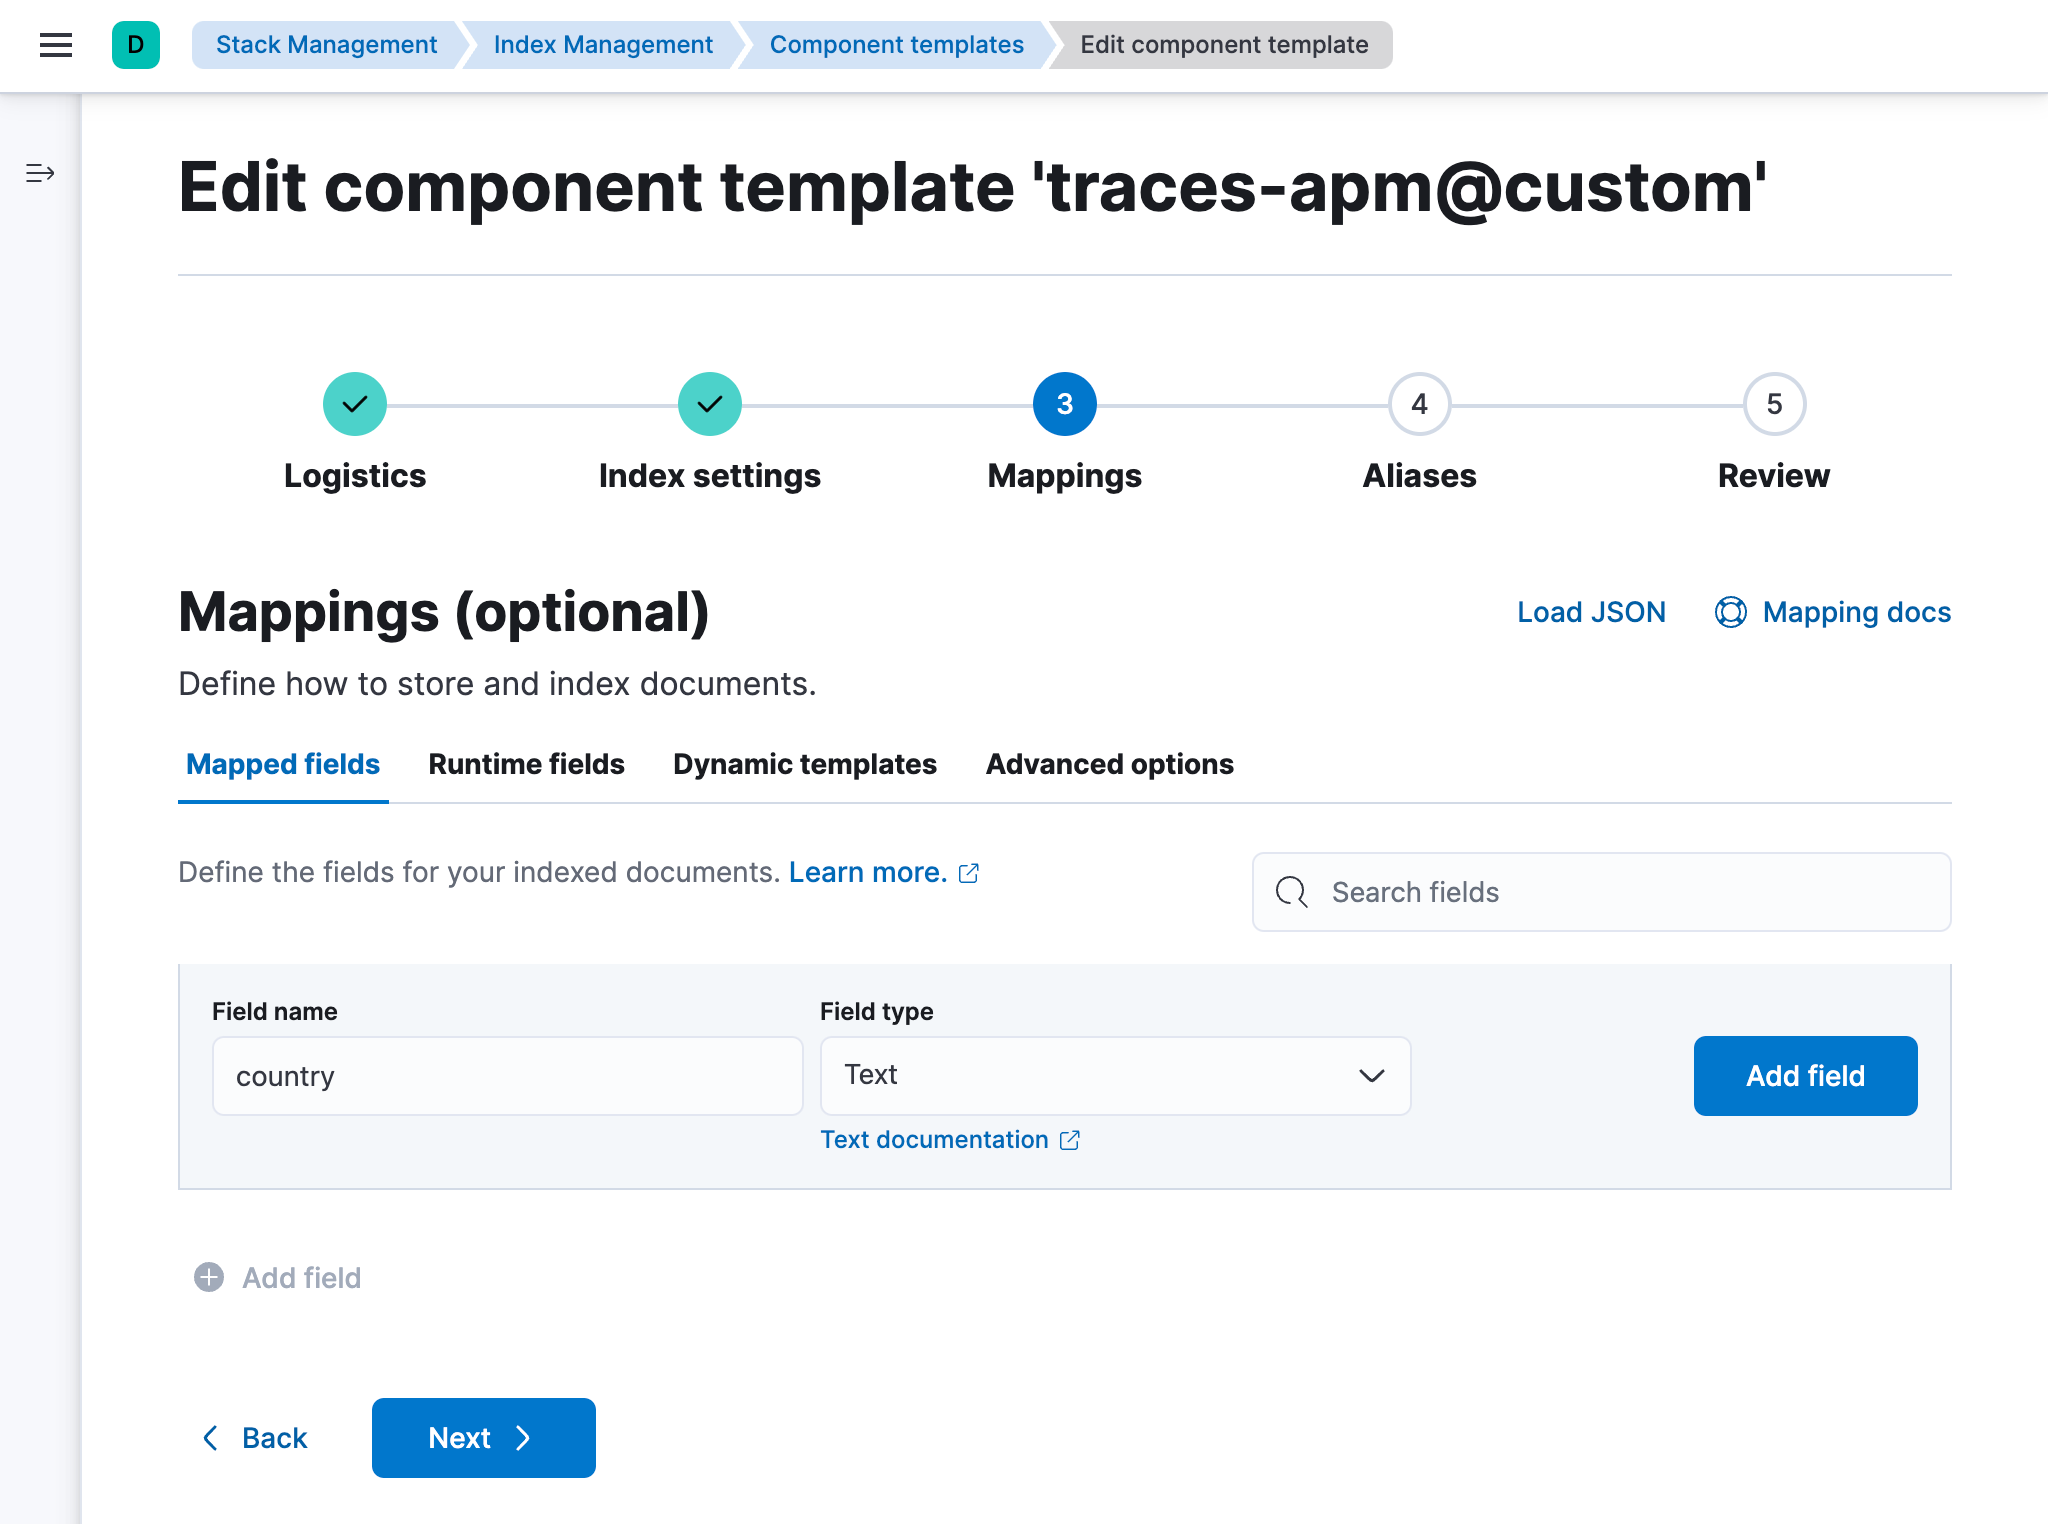 D
Stack Management
Index Management
Component templates
Edit component template
Edit component template 'traces-apm@custom'
3
4
5
Logistics
Index settings
Mappings
Aliases
Review
Mappings (optional)
Load JSON
Mapping docs
Define how to store and index documents.
Mapped fields
Runtime fields
Dynamic templates
Advanced options
Define the fields for your indexed documents. Learn more.
Search fields
Field name
Field type
country
Text
Add field
Text documentation
Add field
Back
Next